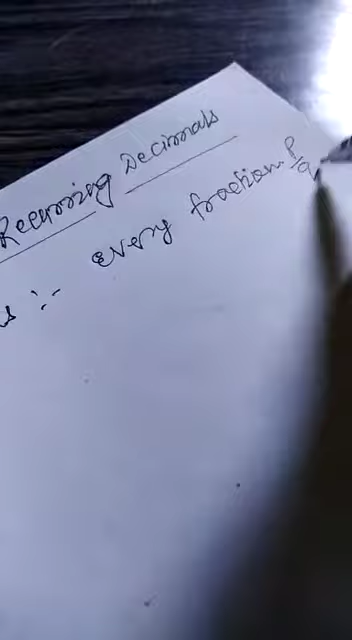 Recurring Decimals
s :- every fraction p/q